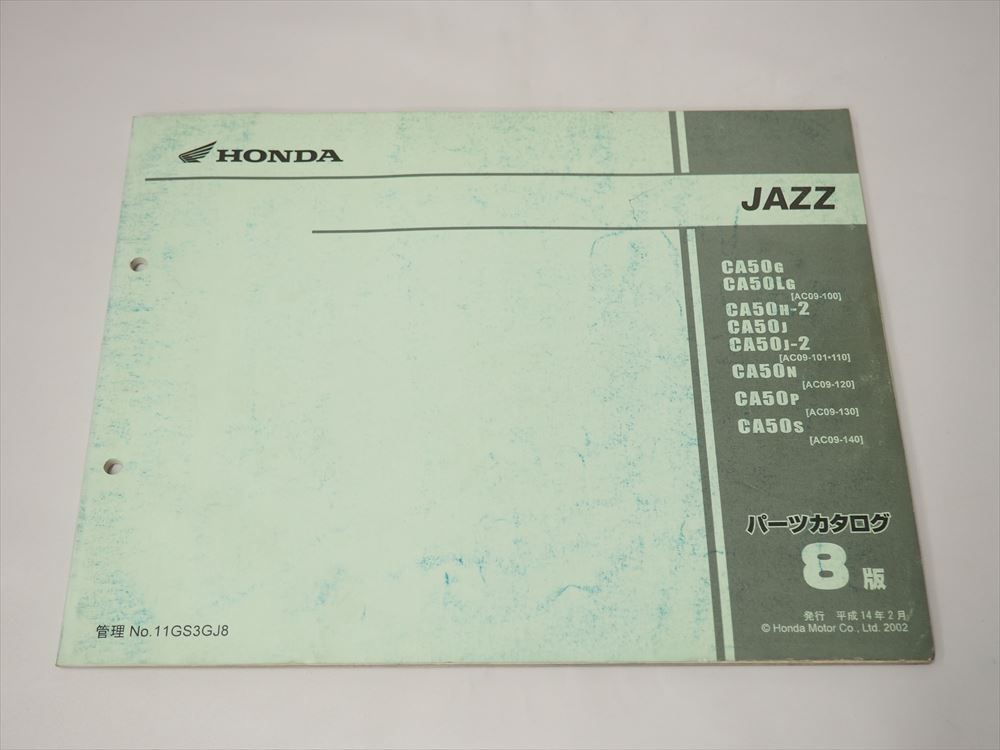 HONDA
JAZZ
CA50G
CA50LG
[AC09-100]
CA50H-2
CA50J
CA50J-2
[AC09-101•110]
CA50N
[AC09-120]
CA50P
[AC09-130]
CA50S
[AC09-140]
パーツカタログ
8版
発行 平成14年2月
© Honda Motor Co., Ltd. 2002
管理 No.11GS3GJ8